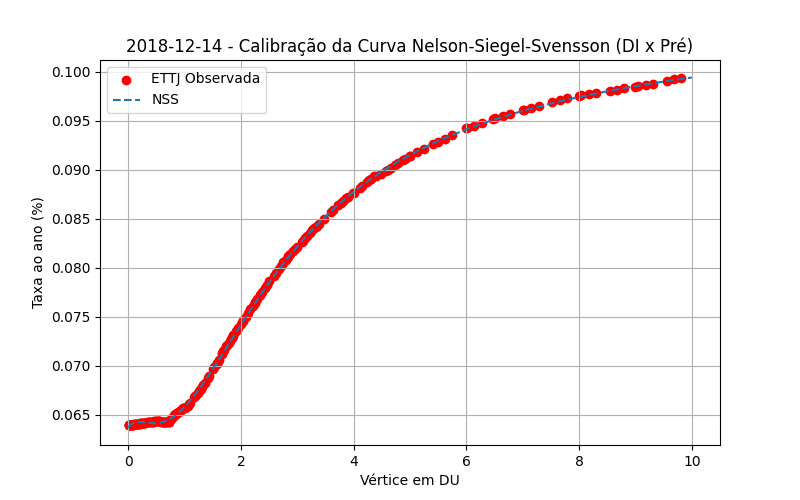 2018-12-14 - Calibração da Curva Nelson-Siegel-Svensson (DI x Pré)
ETTJ Observada
NSS
Taxa ao ano (%)
0.100
0.095
0.090
0.085
0.080
0.075
0.070
0.065
0 2 4 6 8 10
Vértice em DU